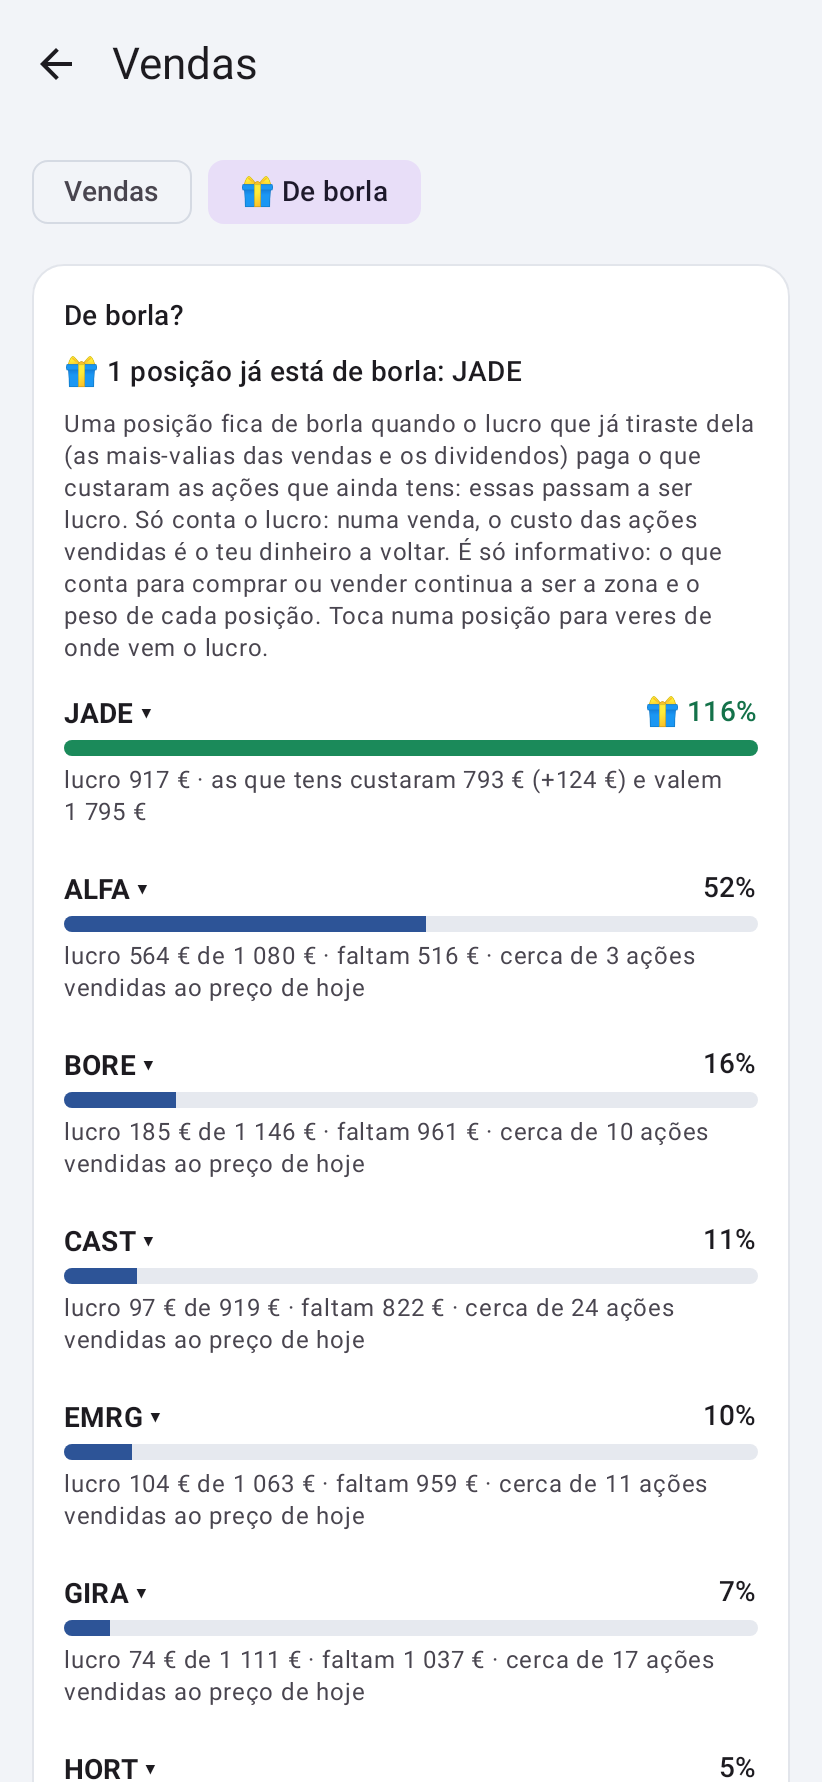 Vendas
Vendas
De borla
De borla?
1 posição já está de borla: JADE
Uma posição fica de borla quando o lucro que já tiraste dela
(as mais-valias das vendas e os dividendos) paga o que
custaram as ações que ainda tens: essas passam a ser
lucro. Só conta o lucro: numa venda, o custo das ações
vendidas é o teu dinheiro a voltar. É só informativo: o que
conta para comprar ou vender continua a ser a zona e o
peso de cada posição. Toca numa posição para veres de
onde vem o lucro.
JADE ▾ 116%
lucro 917 € · as que tens custaram 793 € (+124 €) e valem
1 795 €
ALFA ▾ 52%
lucro 564 € de 1 080 € · faltam 516 € · cerca de 3 ações
vendidas ao preço de hoje
BORE ▾ 16%
lucro 185 € de 1 146 € · faltam 961 € · cerca de 10 ações
vendidas ao preço de hoje
CAST ▾ 11%
lucro 97 € de 919 € · faltam 822 € · cerca de 24 ações
vendidas ao preço de hoje
EMRG ▾ 10%
lucro 104 € de 1 063 € · faltam 959 € · cerca de 11 ações
vendidas ao preço de hoje
GIRA ▾ 7%
lucro 74 € de 1 111 € · faltam 1 037 € · cerca de 17 ações
vendidas ao preço de hoje
HORT ▾ 5%